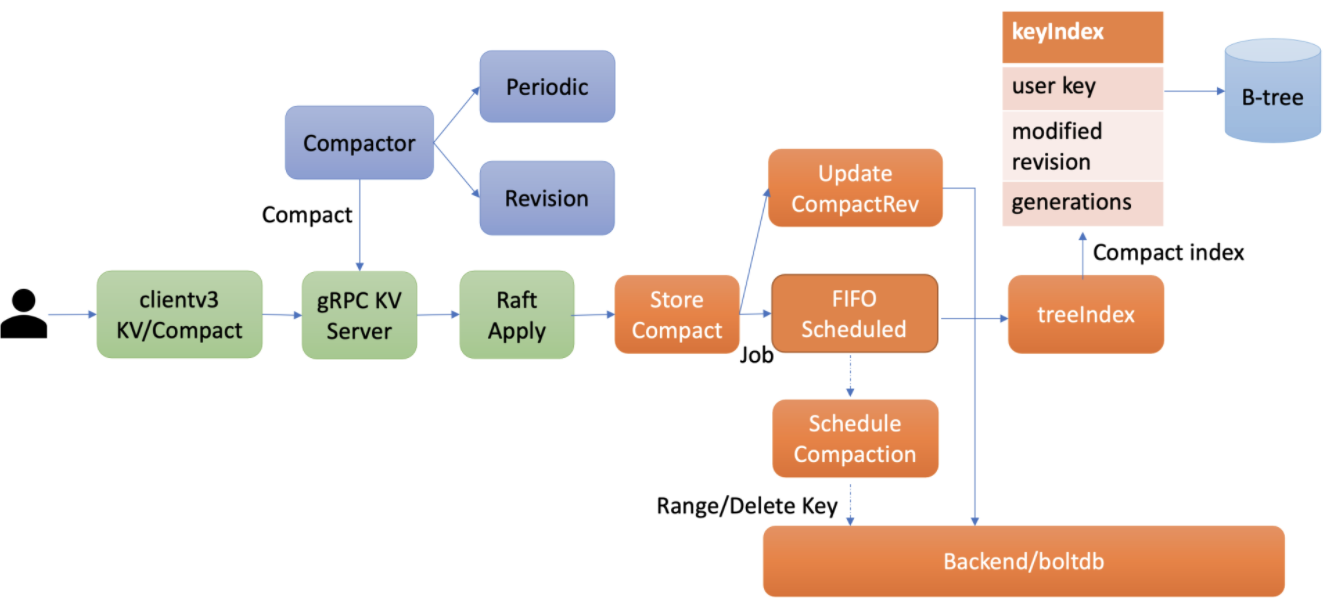 keyIndex
user key
modified
revision
generations
B-tree
Periodic
Compactor
Revision
Compact
Update
CompactRev
Compact index
clientv3
KV/Compact
gRPC KV
Server
Raft
Apply
Store
Compact
Job
FIFO
Scheduled
treeIndex
Schedule
Compaction
Range/Delete Key
Backend/boltdb